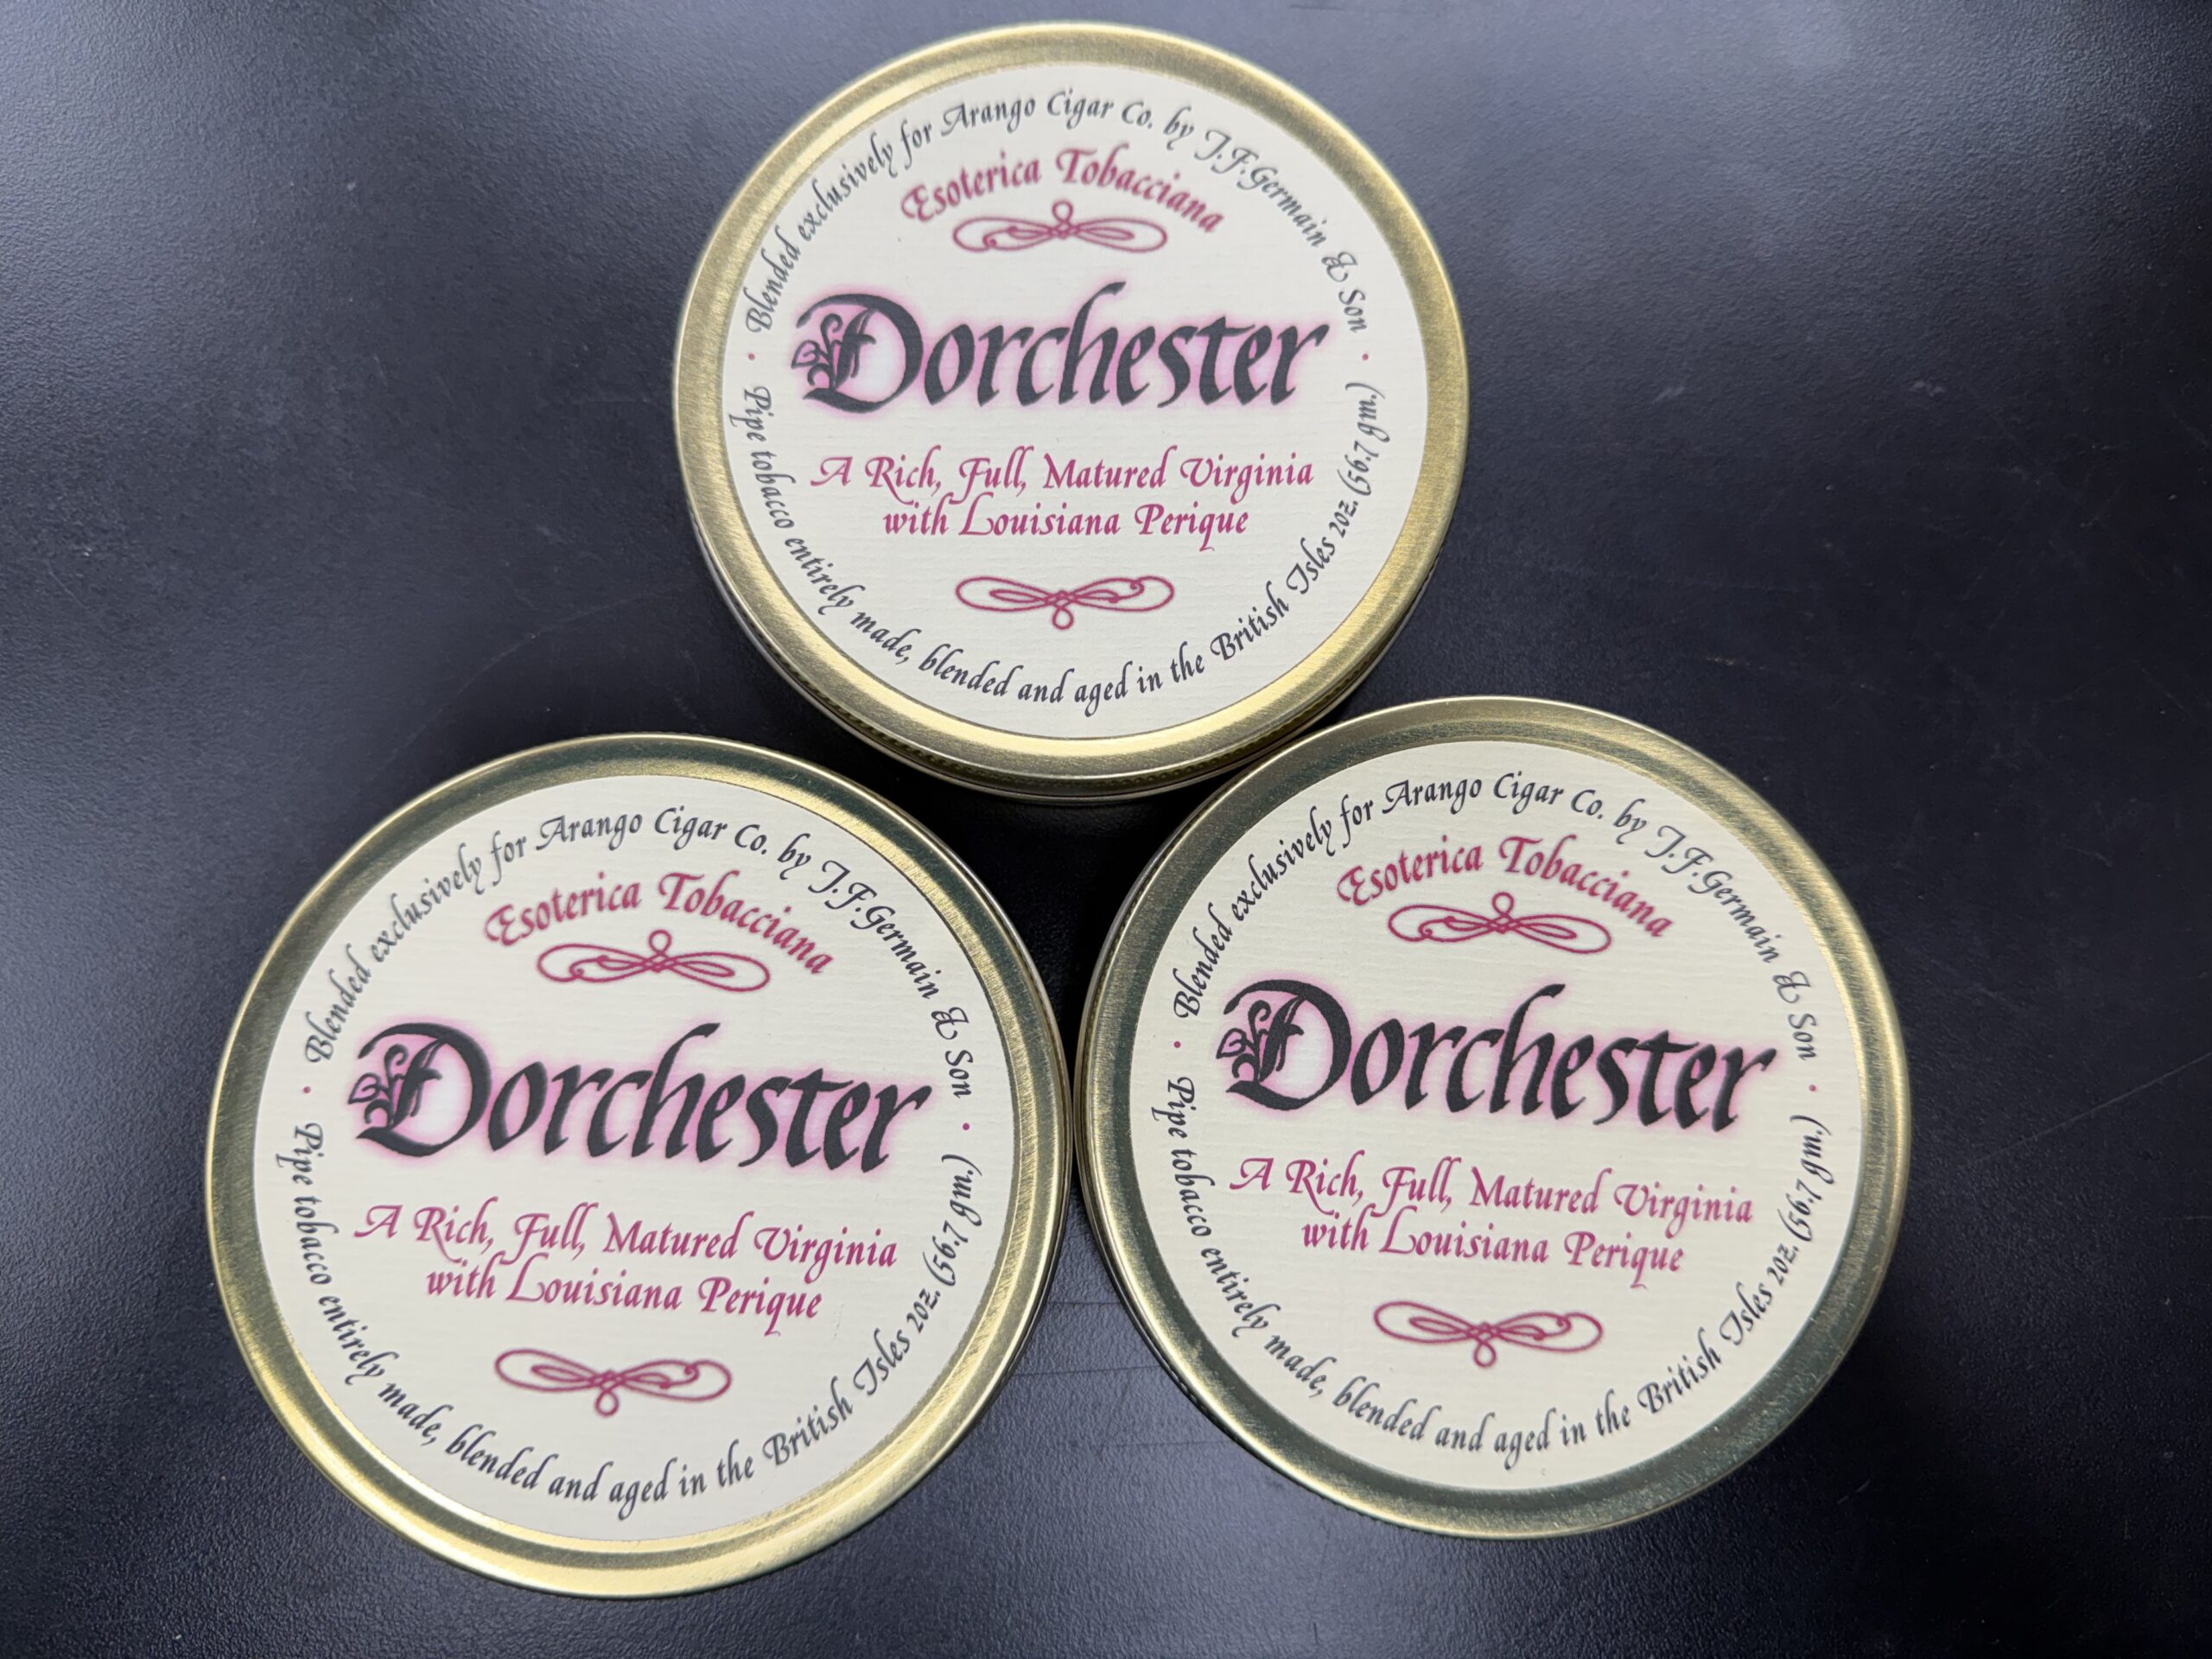 Blended exclusively for Arango Cigar Co. by J.F.Germain & Son
Esoterica Tobacciana
Dorchester
A Rich, Full, Matured Virginia
with Louisiana Perique
Pipe tobacco entirely made, blended and aged in the British Isles 2oz. (56.7 gm.)
Blended exclusively for Arango Cigar Co. by J.F.Germain & Son
Esoterica Tobacciana
Dorchester
A Rich, Full, Matured Virginia
with Louisiana Perique
Pipe tobacco entirely made, blended and aged in the British Isles 2oz. (56.7 gm.)
Blended exclusively for Arango Cigar Co. by J.F.Germain & Son
Esoterica Tobacciana
Dorchester
A Rich, Full, Matured Virginia
with Louisiana Perique
Pipe tobacco entirely made, blended and aged in the British Isles 2oz. (56.7 gm.)